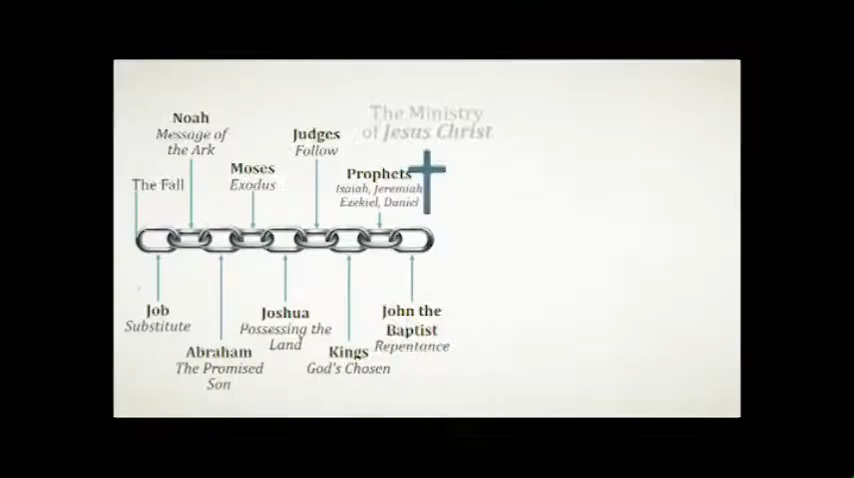 The Ministry
of Jesus Christ
Noah
Message of
the Ark
Judges
Follow
Moses
Exodus
Prophets
Isaiah, Jeremiah
Ezekiel, Daniel
The Fall
Job
Substitute
Abraham
The Promised
Son
Joshua
Possessing the
Land
Kings
God's Chosen
John the
Baptist
Repentance